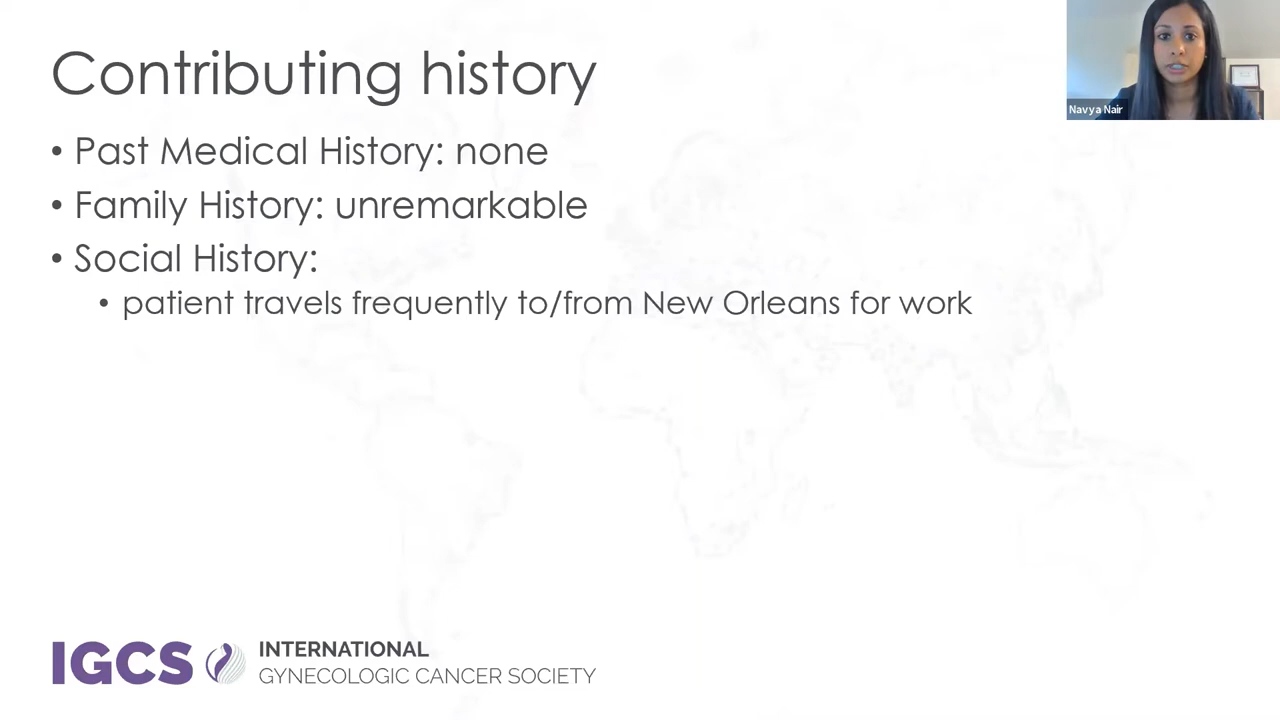 Contributing history
• Past Medical History: none
• Family History: unremarkable
• Social History:
• patient travels frequently to/from New Orleans for work
Navya Nair
IGCS
INTERNATIONAL
GYNECOLOGIC CANCER SOCIETY